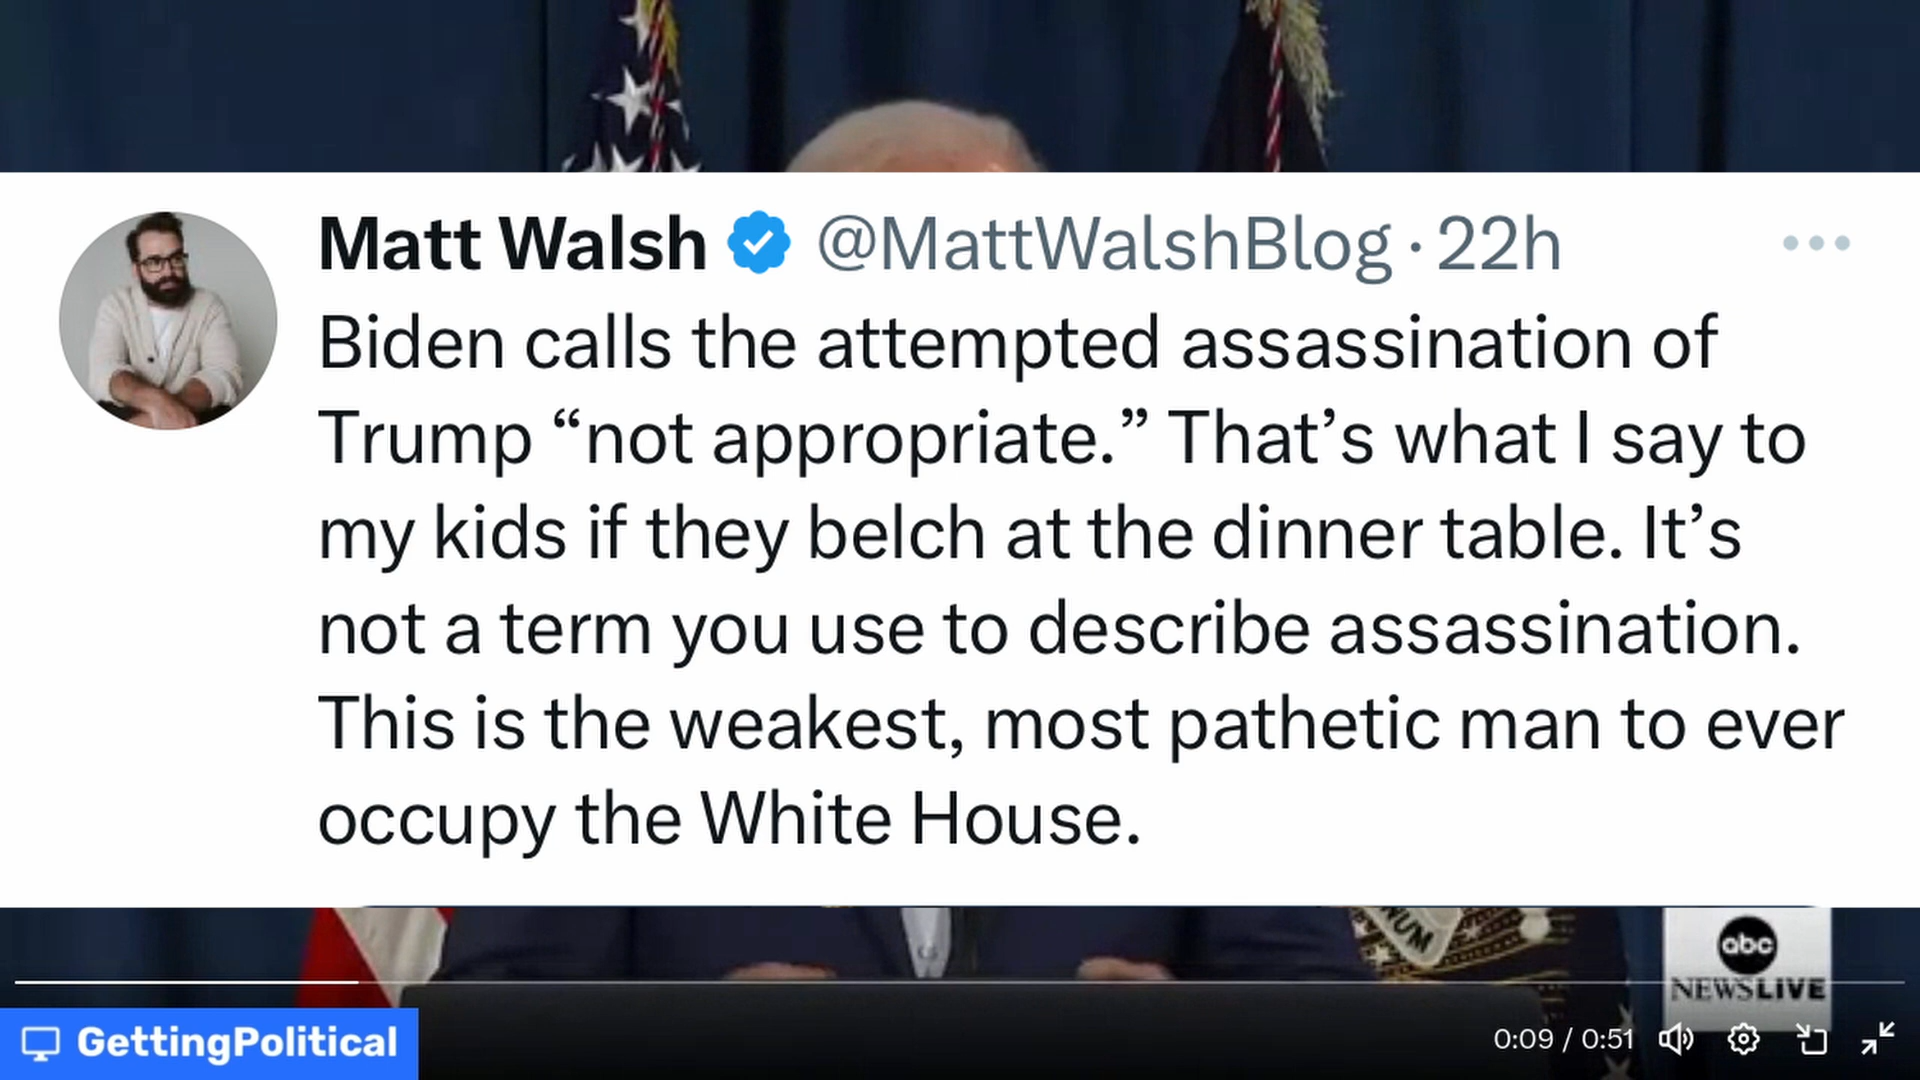 Matt Walsh @MattWalshBlog · 22h
Biden calls the attempted assassination of
Trump “not appropriate.” That’s what I say to
my kids if they belch at the dinner table. It’s
not a term you use to describe assassination.
This is the weakest, most pathetic man to ever
occupy the White House.
NUM
abc
NEWSLIVE
GettingPolitical
0:09 / 0:51